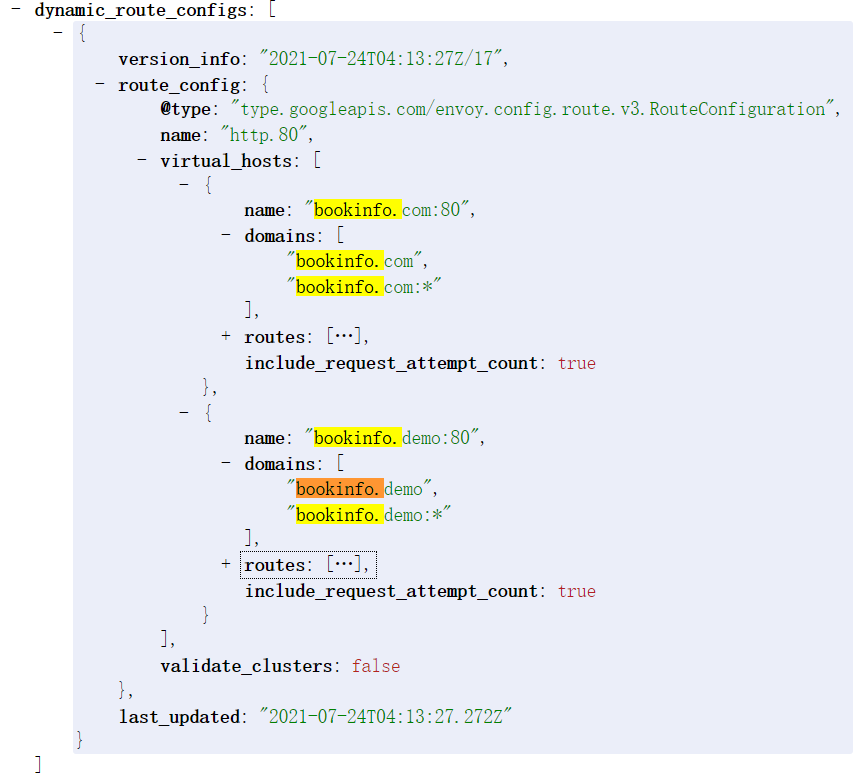 - dynamic_route_configs: [
- {
version_info: "2021-07-24T04:13:27Z/17",
- route_config: {
@type: "type.googleapis.com/envoy.config.route.v3.RouteConfiguration",
name: "http.80",
- virtual_hosts: [
- {
name: "bookinfo.com:80",
- domains: [
"bookinfo.com",
"bookinfo.com:*"
],
+ routes: […],
include_request_attempt_count: true
},
- {
name: "bookinfo.demo:80",
- domains: [
"bookinfo.demo",
"bookinfo.demo:*"
],
+ routes: […],
include_request_attempt_count: true
}
],
validate_clusters: false
},
last_updated: "2021-07-24T04:13:27.272Z"
}
]